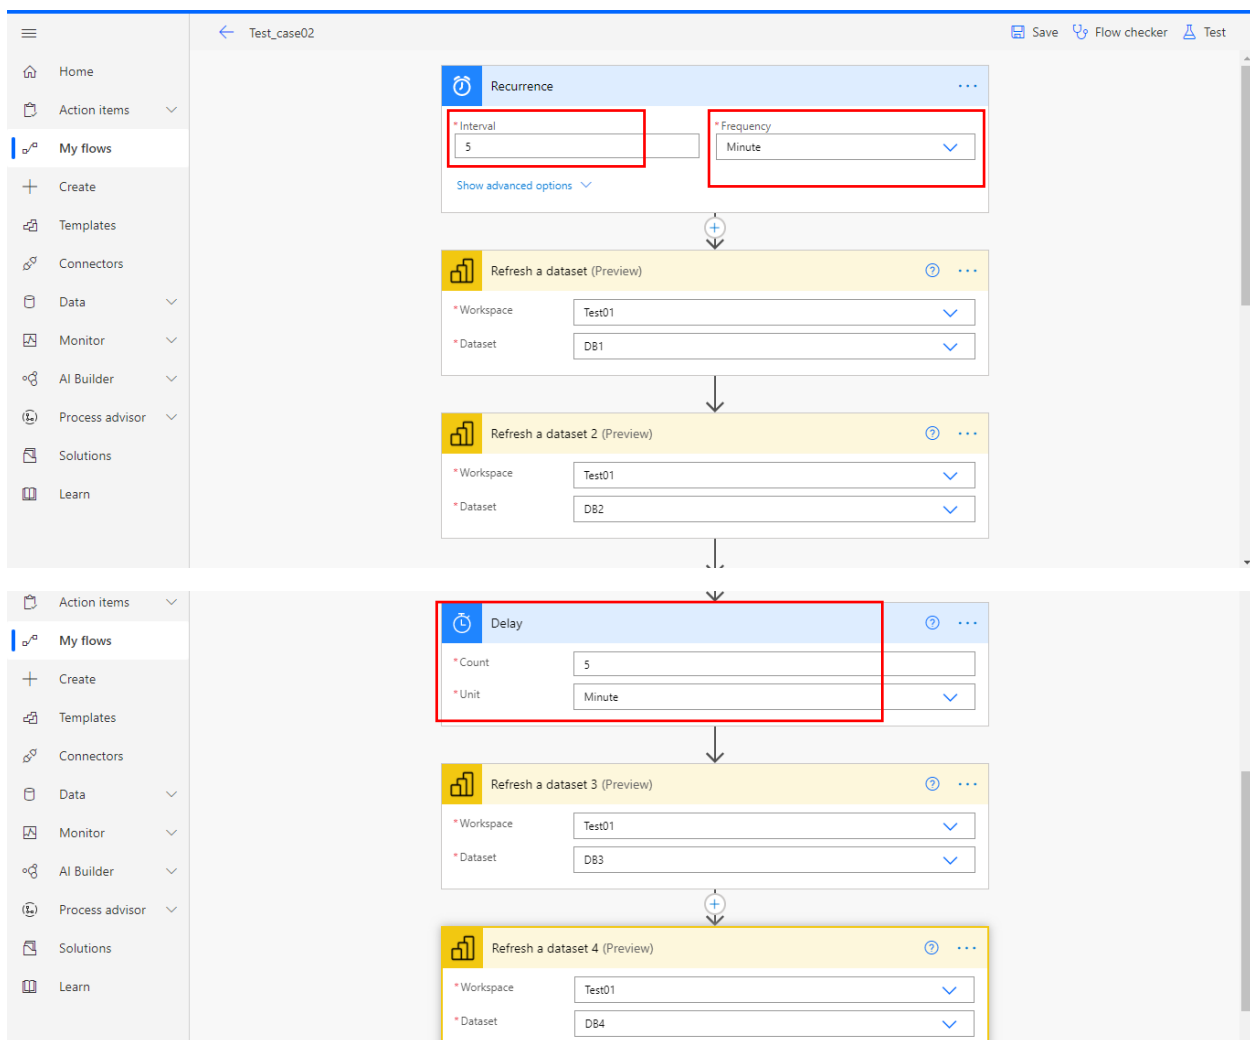 Test_case02
Save
Flow checker
Test
Home
Action items
My flows
Create
Templates
Connectors
Data
Monitor
AI Builder
Process advisor
Solutions
Learn
Recurrence
* Interval
5
* Frequency
Minute
Show advanced options
Refresh a dataset (Preview)
* Workspace
Test01
* Dataset
DB1
Refresh a dataset 2 (Preview)
* Workspace
Test01
* Dataset
DB2
Action items
My flows
Create
Templates
Connectors
Data
Monitor
AI Builder
Process advisor
Solutions
Learn
Delay
* Count
5
* Unit
Minute
Refresh a dataset 3 (Preview)
* Workspace
Test01
* Dataset
DB3
Refresh a dataset 4 (Preview)
* Workspace
Test01
* Dataset
DB4